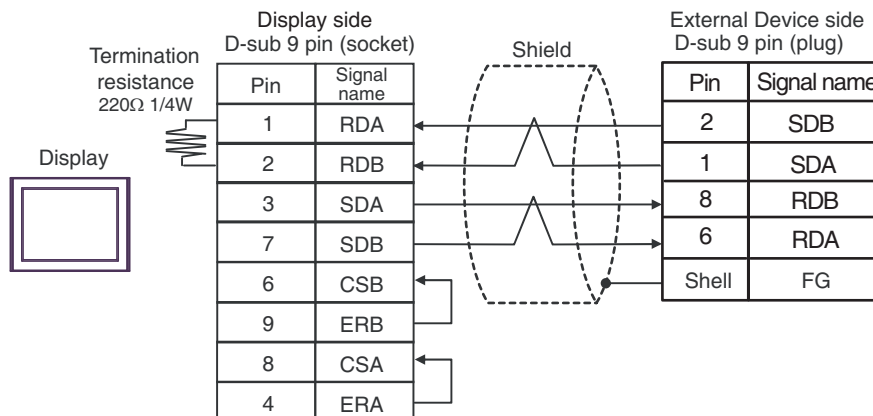 Display side
D-sub 9 pin (socket)
External Device side
D-sub 9 pin (plug)
Termination
resistance
220Ω 1/4W
Shield
Display
Pin Signal name
1 RDA
2 RDB
3 SDA
7 SDB
6 CSB
9 ERB
8 CSA
4 ERA
Pin Signal name
2 SDB
1 SDA
8 RDB
6 RDA
Shell FG